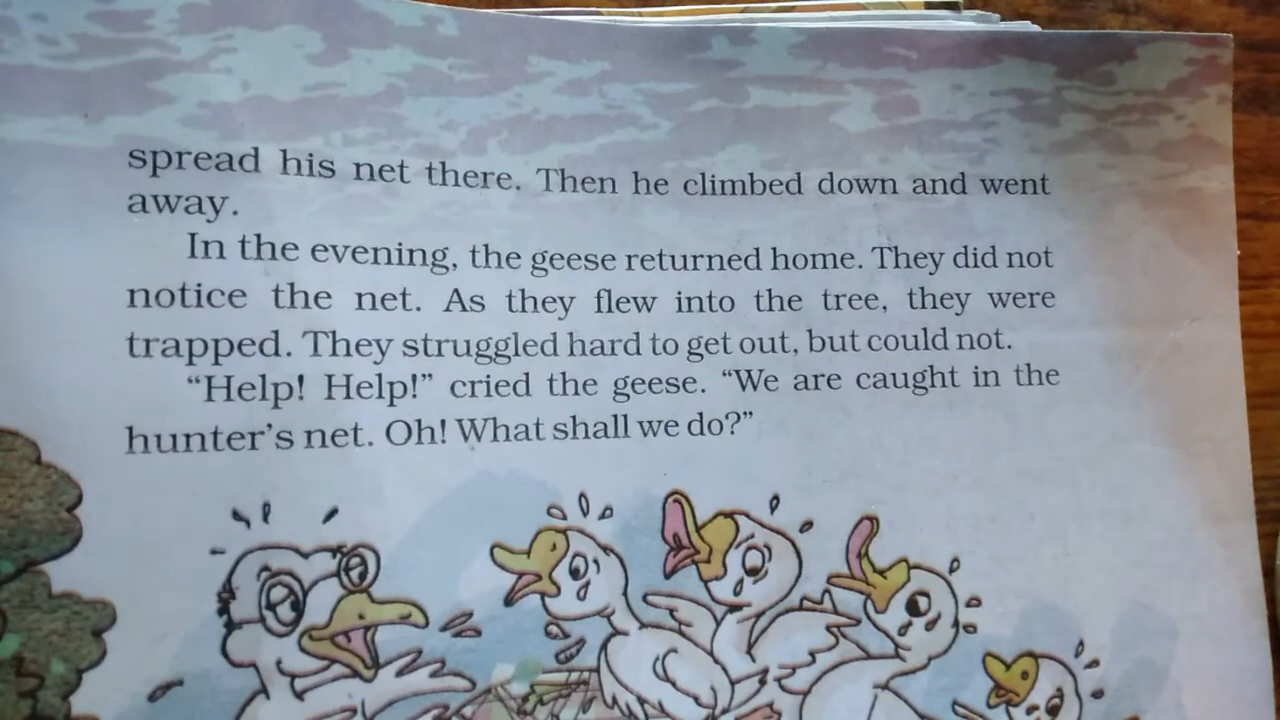 spread his net there. Then he climbed down and went
away.
In the evening, the geese returned home. They did not
notice the net. As they flew into the tree, they were
trapped. They struggled hard to get out, but could not.
“Help! Help!” cried the geese. “We are caught in the
hunter’s net. Oh! What shall we do?”